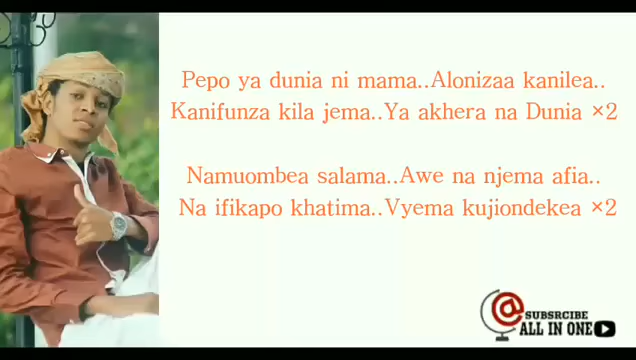 Pepo ya dunia ni mama..Alonizaa kanilea..
Kanifunza kila jema..Ya akhera na Dunia ×2
Namuombea salama..Awe na njema afia..
Na ifikapo khatima..Vyema kujiondekea ×2
@SUBSRCIBE
ALL IN ONE